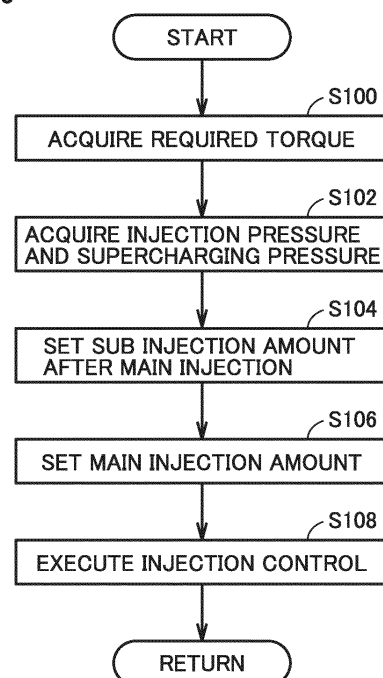 START
S100
ACQUIRE REQUIRED TORQUE
S102
ACQUIRE INJECTION PRESSURE
AND SUPERCHARGING PRESSURE
S104
SET SUB INJECTION AMOUNT
AFTER MAIN INJECTION
S106
SET MAIN INJECTION AMOUNT
S108
EXECUTE INJECTION CONTROL
RETURN